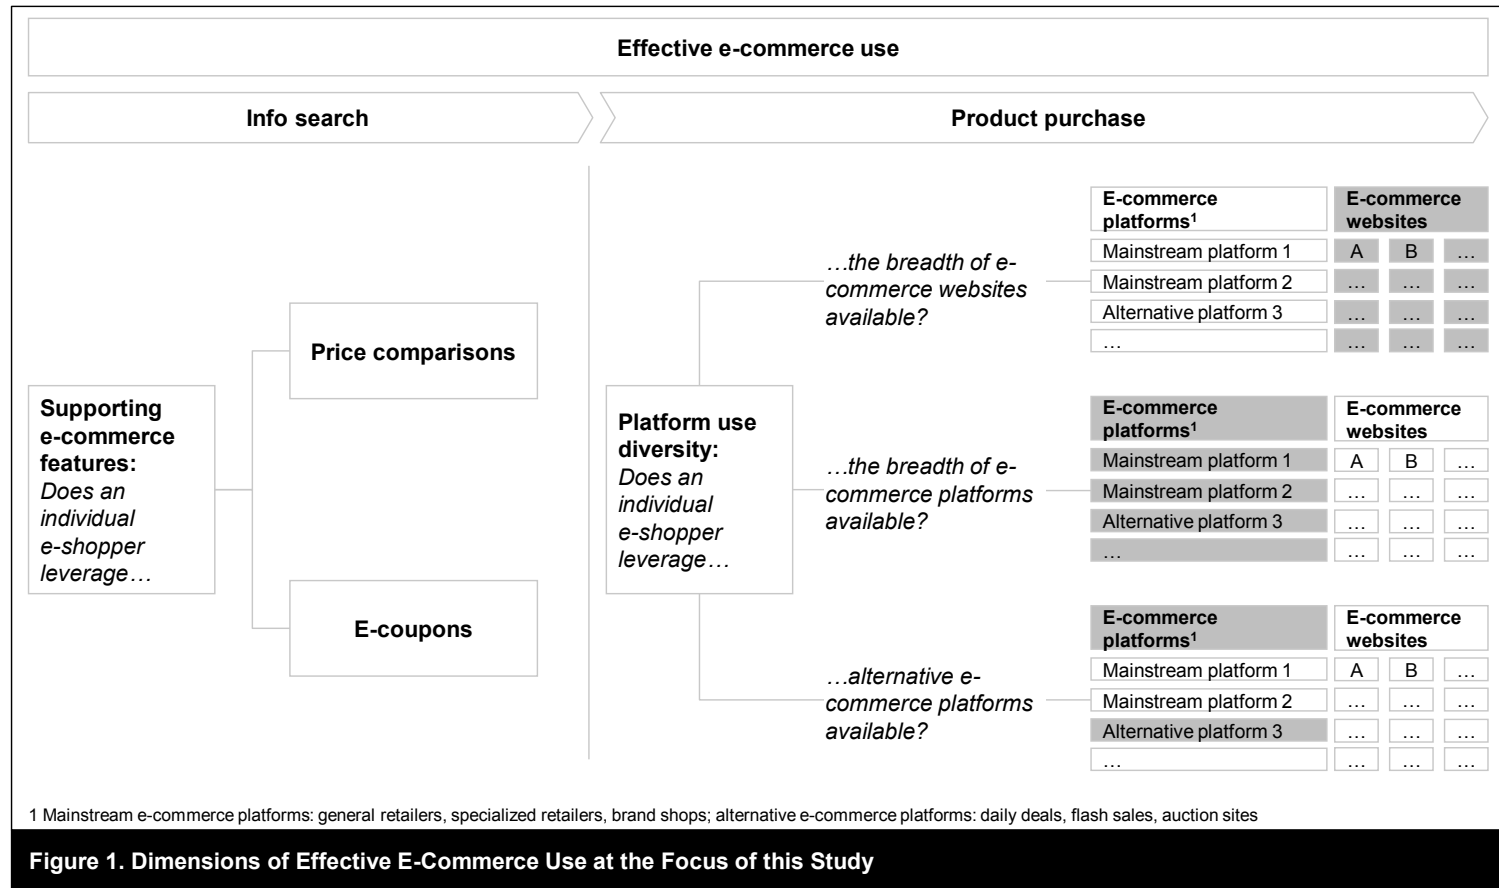 Effective e-commerce use
Info search
Product purchase
Supporting
e-commerce
features:
Does an
individual
e-shopper
leverage…
Price comparisons
E-coupons
Platform use
diversity:
Does an
individual
e-shopper
leverage…
…the breadth of e-
commerce websites
available?
E-commerce
platforms¹
E-commerce
websites
Mainstream platform 1 A B …
Mainstream platform 2 … … …
Alternative platform 3 … … …
… … … …
…the breadth of e-
commerce platforms
available?
E-commerce
platforms¹
E-commerce
websites
Mainstream platform 1 A B …
Mainstream platform 2 … … …
Alternative platform 3 … … …
… … … …
…alternative e-
commerce platforms
available?
E-commerce
platforms¹
E-commerce
websites
Mainstream platform 1 A B …
Mainstream platform 2 … … …
Alternative platform 3 … … …
… … … …
1 Mainstream e-commerce platforms: general retailers, specialized retailers, brand shops; alternative e-commerce platforms: daily deals, flash sales, auction sites
Figure 1. Dimensions of Effective E-Commerce Use at the Focus of this Study